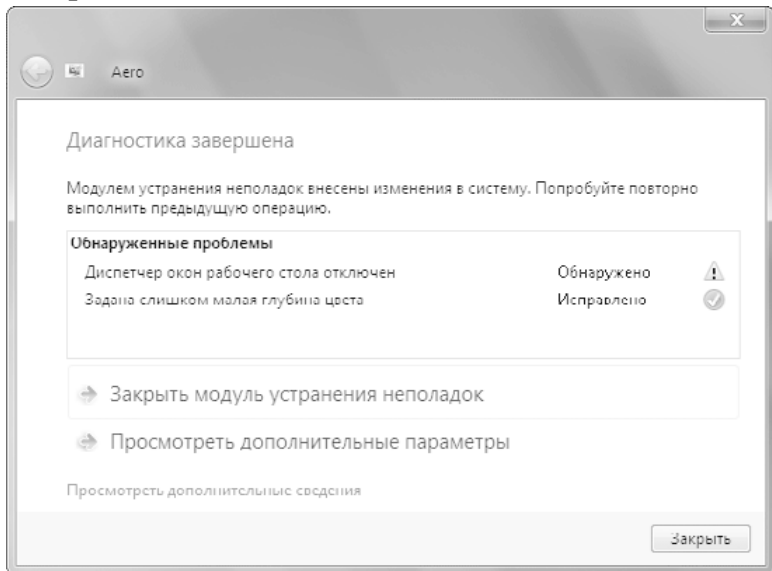 Aero
Диагностика завершена
Модулем устранения неполадок внесены изменения в систему. Попробуйте повторно
выполнить предыдущую операцию.
Обнаруженные проблемы
Диспетчер окон рабочего стола отключен Обнаружено
Задана слишком малая глубина цвета Исправлено
Закрыть модуль устранения неполадок
Просмотреть дополнительные параметры
Просмотреть дополнительные сведения
Закрыть